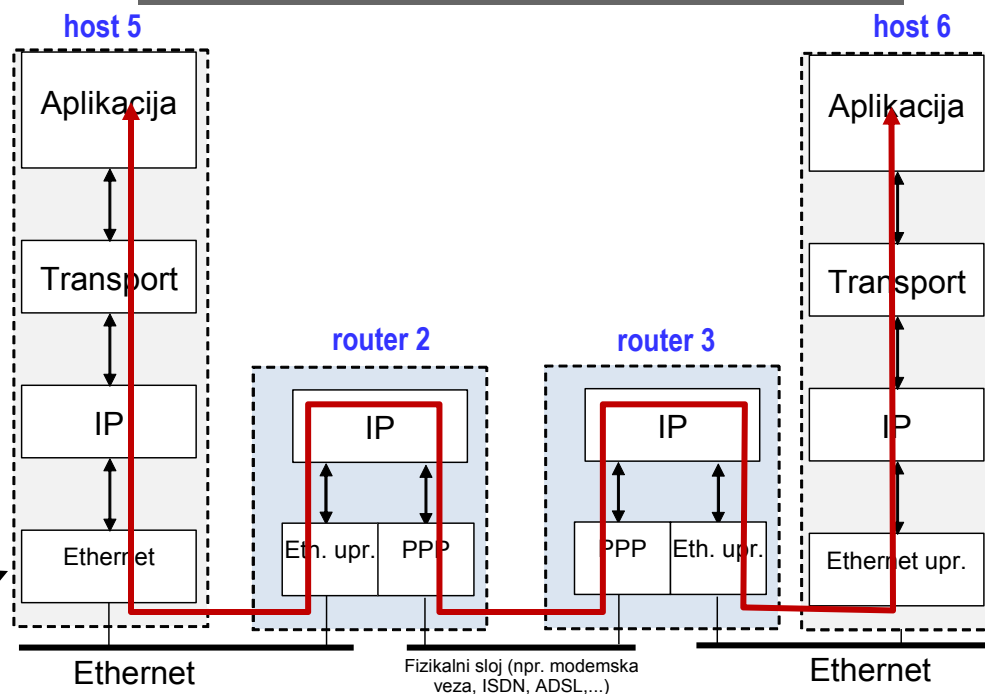 host 5
host 6
Aplikacija
Aplikacija
Transport
Transport
router 2
router 3
IP
IP
IP
IP
Ethernet
Eth. upr.
PPP
PPP
Eth. upr.
Ethernet upr.
Ethernet
Fizikalni sloj (npr. modemska
veza, ISDN, ADSL,...)
Ethernet